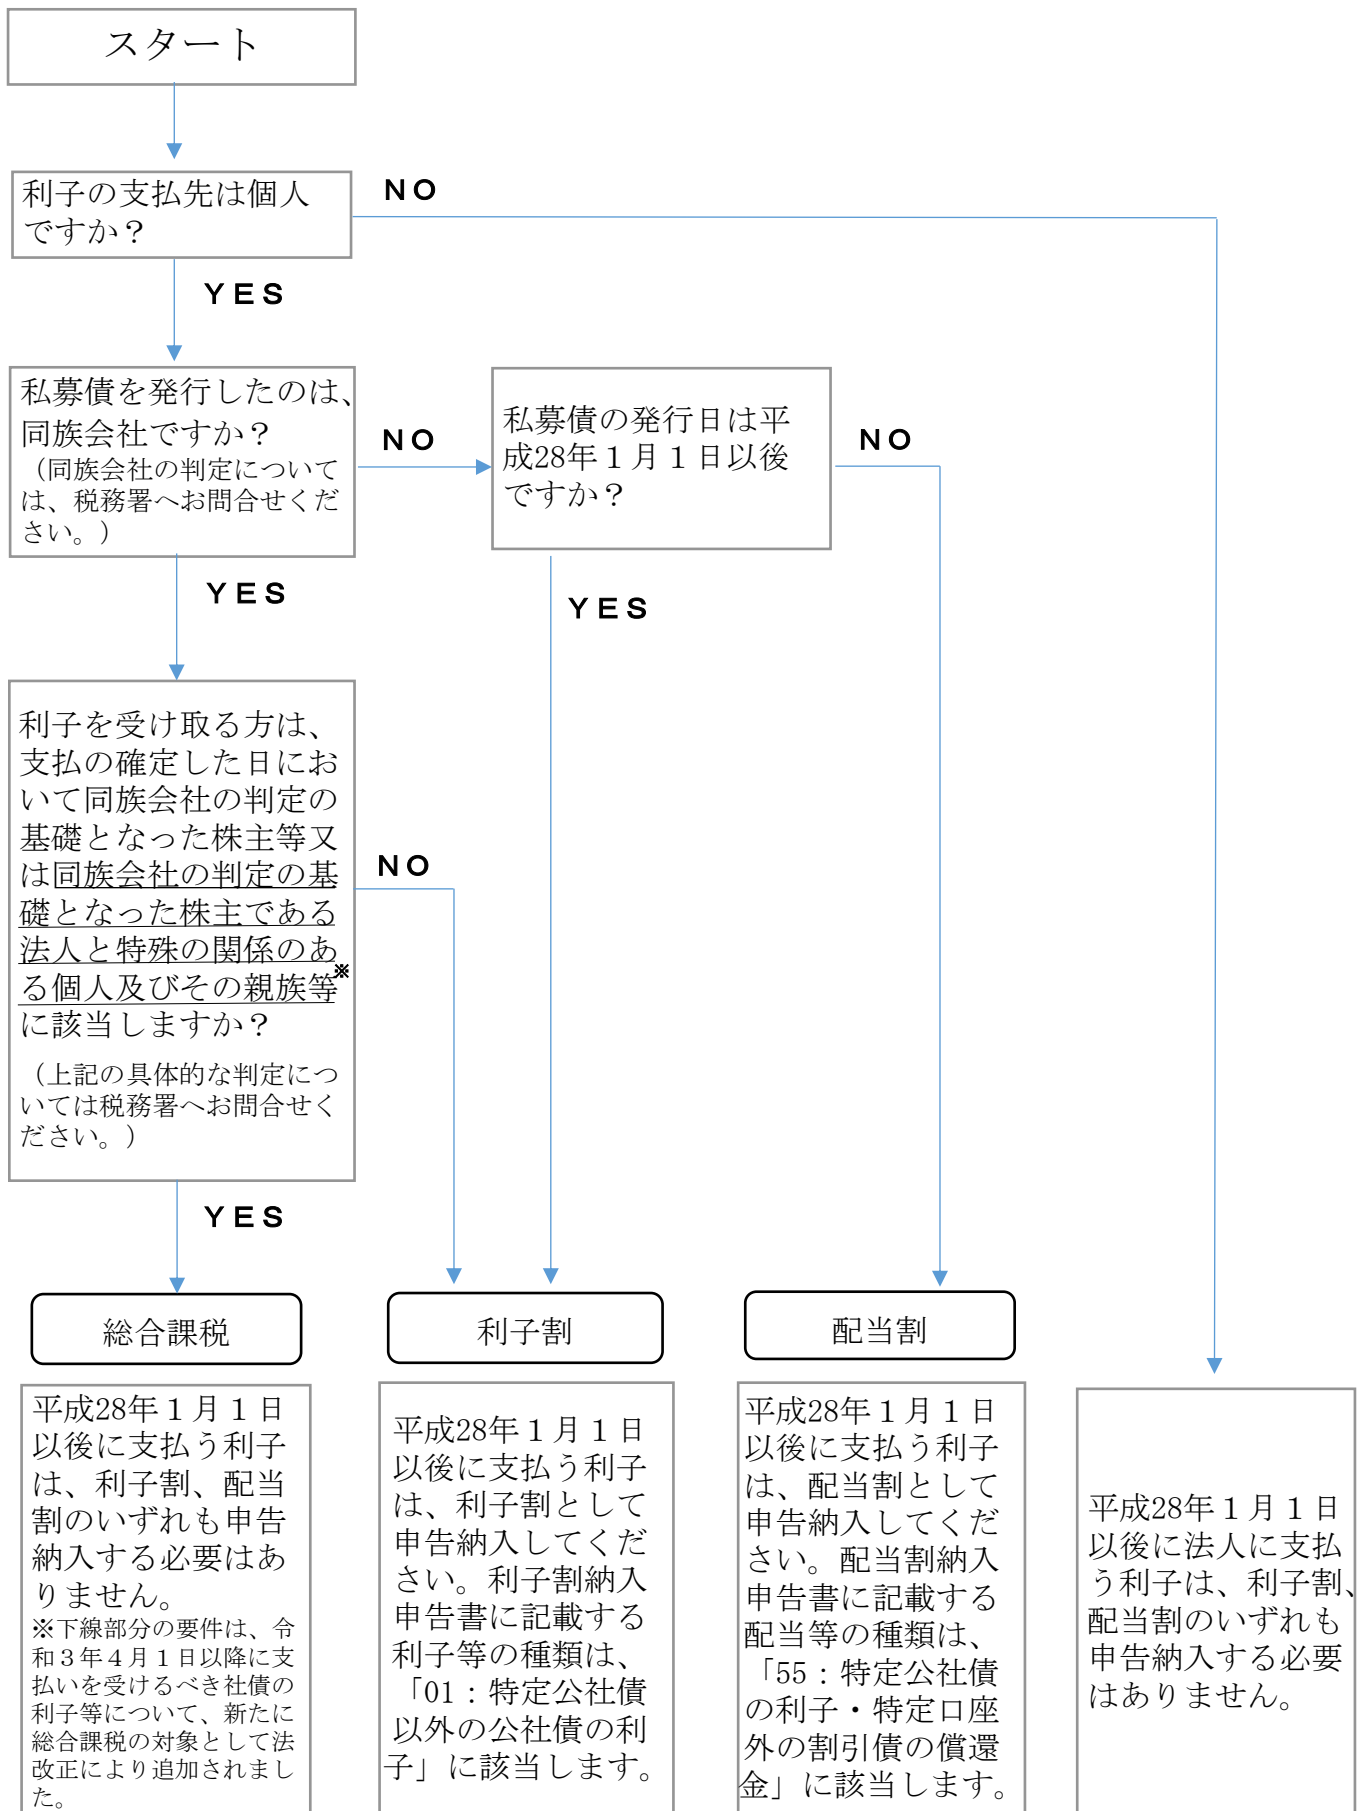 スタート
利子の支払先は個人
ですか？
ＮＯ
ＹＥＳ
私募債を発行したのは、
同族会社ですか？
（同族会社の判定について
は、税務署へお問合せくだ
さい。）
ＮＯ
私募債の発行日は平
成28年１月１日以後
ですか？
ＮＯ
ＹＥＳ
ＹＥＳ
利子を受け取る方は、
支払の確定した日にお
いて同族会社の判定の
基礎となった株主等又
は同族会社の判定の基
礎となった株主である
法人と特殊の関係のあ
る個人及びその親族等※
に該当しますか？
（上記の具体的な判定につ
いては税務署へお問合せく
ださい。）
ＮＯ
ＹＥＳ
総合課税
平成28年１月１日
以後に支払う利子
は、利子割、配当
割のいずれも申告
納入する必要はあ
りません。
※下線部分の要件は、令
和３年４月１日以降に支
払いを受けるべき社債の
利子等について、新たに
総合課税の対象として法
改正により追加されまし
た。
利子割
平成28年１月１日
以後に支払う利子
は、利子割として
申告納入してくだ
さい。利子割納入
申告書に記載する
利子等の種類は、
「01：特定公社債
以外の公社債の利
子」に該当します。
配当割
平成28年１月１日
以後に支払う利子
は、配当割として
申告納入してくだ
さい。配当割納入
申告書に記載する
配当等の種類は、
「55：特定公社債
の利子・特定口座
外の割引債の償還
金」に該当します。
平成28年１月１日
以後に法人に支払
う利子は、利子割、
配当割のいずれも
申告納入する必要
はありません。